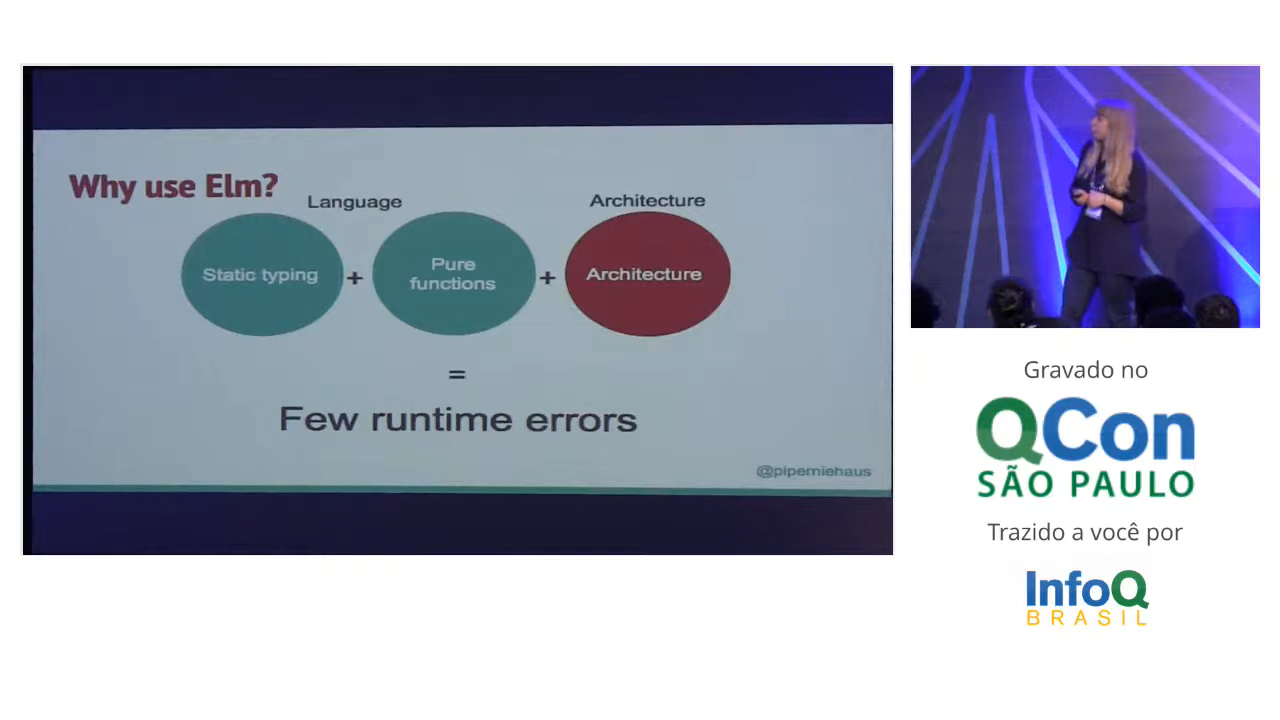 Why use Elm?
Language
Architecture
Static typing
+
Pure
functions
+
Architecture
=
Few runtime errors
@piperniehaus
Gravado no
QCon
SÃO PAULO
Trazido a você por
InfoQ
BRASIL